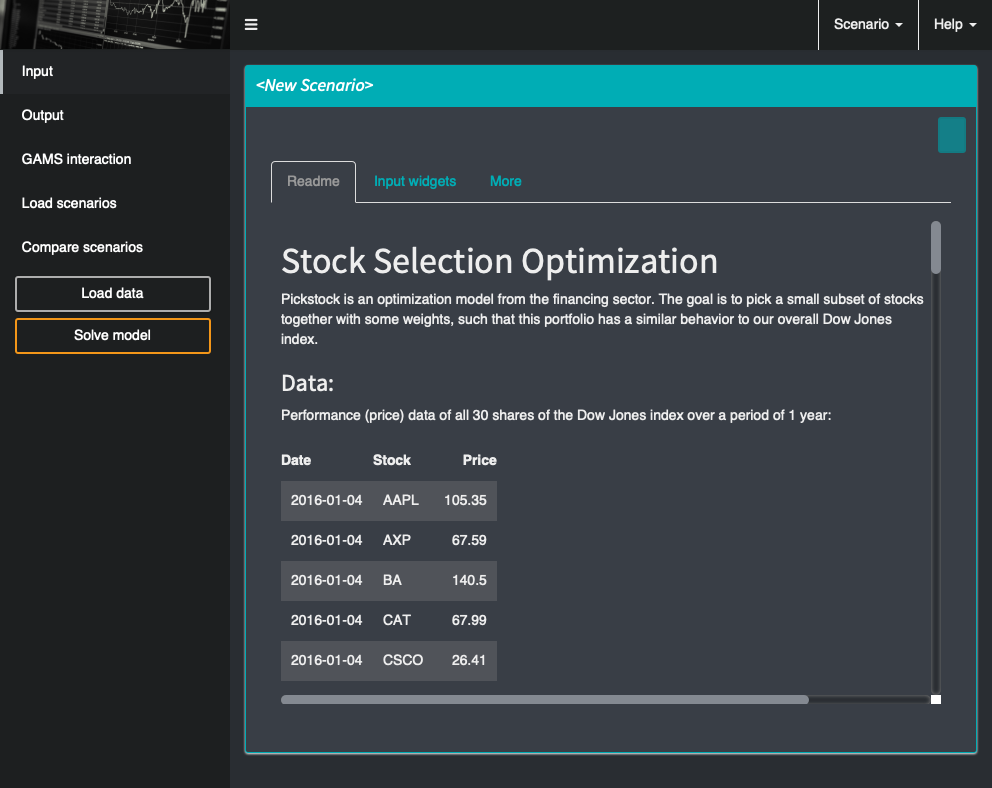 Scenario Help
Input
Output
GAMS interaction
Load scenarios
Compare scenarios
Load data
Solve model
<New Scenario>
Readme Input widgets More
Stock Selection Optimization
Pickstock is an optimization model from the financing sector. The goal is to pick a small subset of stocks
together with some weights, such that this portfolio has a similar behavior to our overall Dow Jones
index.
Data:
Performance (price) data of all 30 shares of the Dow Jones index over a period of 1 year:
Date Stock Price
2016-01-04 AAPL 105.35
2016-01-04 AXP 67.59
2016-01-04 BA 140.5
2016-01-04 CAT 67.99
2016-01-04 CSCO 26.41